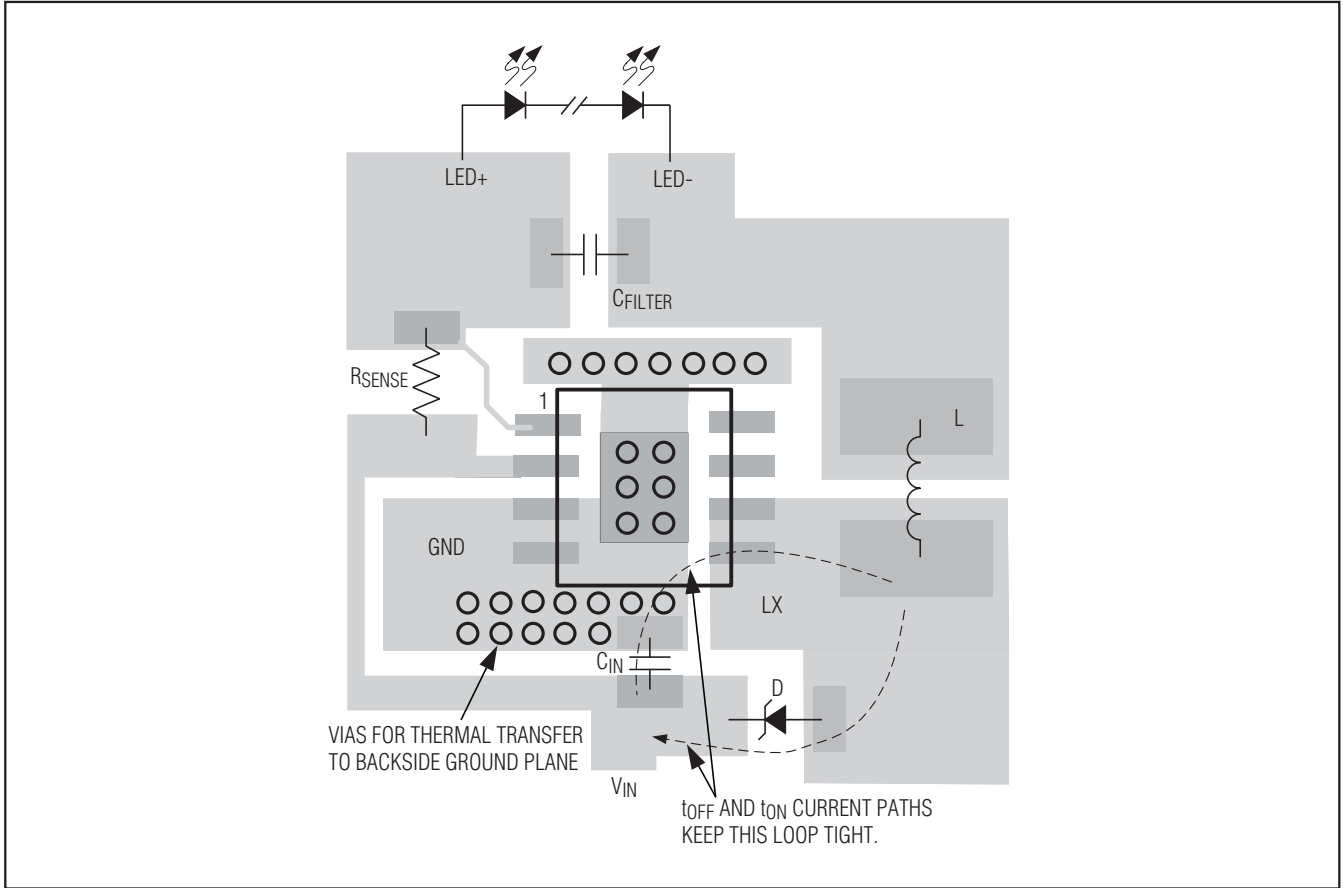 LED+
LED-
CFILTER
RSENSE
1
L
GND
LX
CIN
D
VIAS FOR THERMAL TRANSFER
TO BACKSIDE GROUND PLANE
VIN
tOFF AND tON CURRENT PATHS
KEEP THIS LOOP TIGHT.